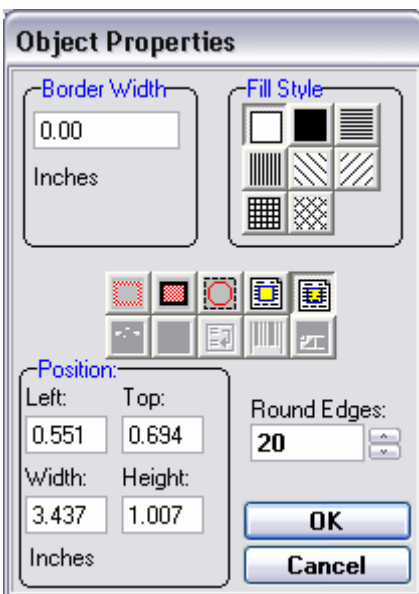 Object Properties
Border Width
0.00
Inches
Fill Style
Position:
Left: Top:
0.551 0.694
Width: Height:
3.437 1.007
Inches
Round Edges:
20
OK
Cancel